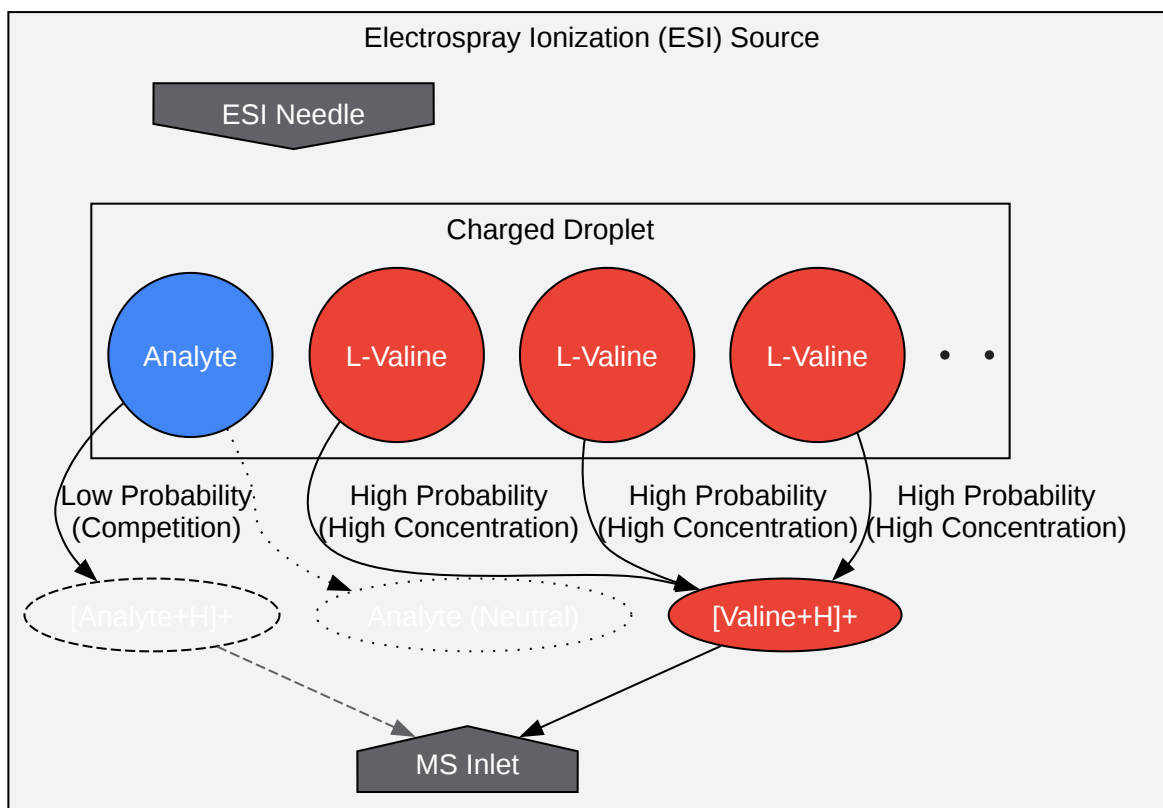 Electrospray Ionization (ESI) Source
ESI Needle
Charged Droplet
Analyte
L-Valine
L-Valine
L-Valine
Low Probability
(Competition)
High Probability
(High Concentration)
High Probability
(High Concentration)
High Probability
(High Concentration)
[Analyte+H]+
Analyte (Neutral)
[Valine+H]+
MS Inlet